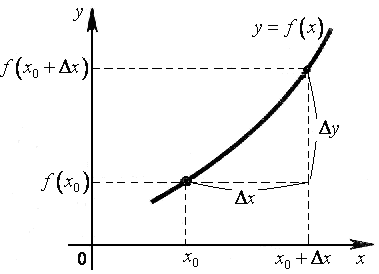 y
y = f(x)
f(x₀ + Δx)
Δy
f(x₀)
Δx
0
x₀
x₀ + Δx
x